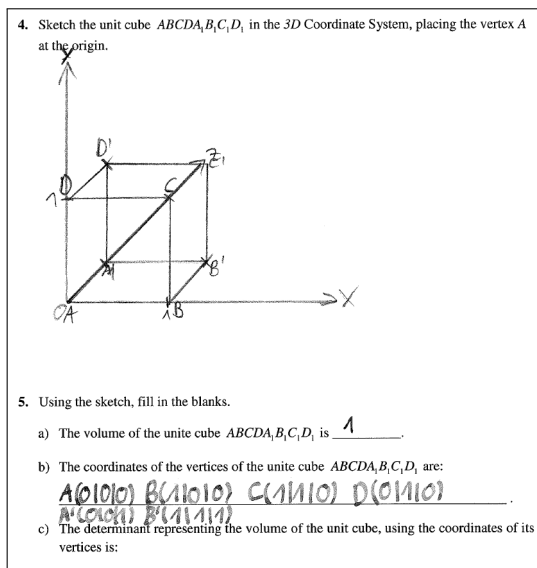 4. Sketch the unit cube ABCDA₁B₁C₁D₁ in the 3D Coordinate System, placing the vertex A
at the origin.
Y
D'
Z₁
1 D
C
A'
B'
0A
1B
X
5. Using the sketch, fill in the blanks.
a) The volume of the unite cube ABCDA₁B₁C₁D₁ is 1.
b) The coordinates of the vertices of the unite cube ABCDA₁B₁C₁D₁ are:
A(0|0|0) B(1|0|0) C(1|1|0) D(0|1|0).
A'(0|0|1) B'(1|1|1)
c) The determinant representing the volume of the unit cube, using the coordinates of its
vertices is: